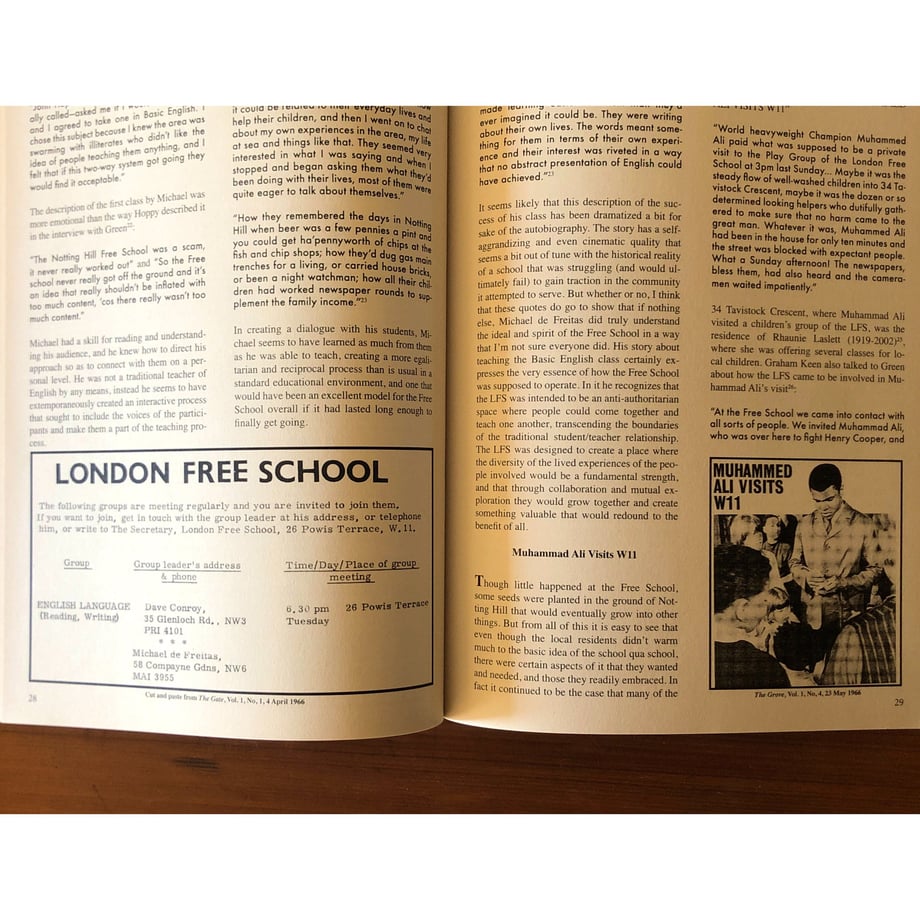 and I agreed to take one in Basic English. I
chose this subject because I knew the area was
swarming with illiterates who didn't like the
idea of people teaching them anything, and I
felt that if this two-way system got going they
would find it acceptable."
The description of the first class by Michael was
more emotional than the way Hoppy described it
in the interview with Green²²:
"The Notting Hill Free School was a scam,
it never really worked out" and "So the Free
school never really got off the ground and it's
an idea that really shouldn't be inflated with
too much content, 'cos there really wasn't too
much content."
Michael had a skill for reading and understand-
ing his audience, and he knew how to direct his
approach so as to connect with them on a per-
sonal level. He was not a traditional teacher of
English by any means, instead he seems to have
extemporaneously created an interactive process
that sought to include the voices of the partici-
pants and make them a part of the teaching pro-
cess.
it could be related to their everyday lives and
help their children, and then I went on to chat
about my own experiences in the area, my life
at sea and things like that. They seemed very
interested in what I was saying and when I
stopped and began asking them what they'd
been doing with their lives, most of them were
quite eager to talk about themselves."
"How they remembered the days in Notting
Hill when beer was a few pennies a pint and
you could get ha'pennyworth of chips at the
fish and chip shops; how they'd dug gas main
trenches for a living, or carried house bricks,
or been a night watchman; how all their chil-
dren had worked newspaper rounds to sup-
plement the family income."²³
In creating a dialogue with his students, Mi-
chael seems to have learned as much from them
as he was able to teach, creating a more egali-
tarian and reciprocal process than is usual in a
standard educational environment, and one that
would have been an excellent model for the Free
School overall if it had lasted long enough to
finally get going.
LONDON FREE SCHOOL
The following groups are meeting regularly and you are invited to join them.
If you want to join, get in touch with the group leader at his address, or telephone
him, or write to The Secretary, London Free School, 26 Powis Terrace, W.11.
Group Group leader's address Time/Day/Place of group
& phone meeting
ENGLISH LANGUAGE Dave Conroy, 6.30 pm 26 Powis Terrace
(Reading, Writing) 35 Glenloch Rd., NW3 Tuesday
PRI 4101
* * *
Michael de Freitas,
58 Compayne Gdns, NW6
MAI 3955
28
Cut and paste from The Gate, Vol. 1, No, 1, 4 April 1966
ever imagined it could be. They were writing
about their own lives. The words meant some-
thing for them in terms of their own experi-
ence and their interest was riveted in a way
that no abstract presentation of English could
have achieved."²³
It seems likely that this description of the suc-
cess of his class has been dramatized a bit for
sake of the autobiography. The story has a self-
aggrandizing and even cinematic quality that
seems a bit out of tune with the historical reality
of a school that was struggling (and would ul-
timately fail) to gain traction in the community
it attempted to serve. But whether or no, I think
that these quotes do go to show that if nothing
else, Michael de Freitas did truly understand
the ideal and spirit of the Free School in a way
that I'm not sure everyone did. His story about
teaching the Basic English class certainly ex-
presses the very essence of how the Free School
was supposed to operate. In it he recognizes that
the LFS was intended to be an anti-authoritarian
space where people could come together and
teach one another, transcending the boundaries
of the traditional student/teacher relationship.
The LFS was designed to create a place where
the diversity of the lived experiences of the peo-
ple involved would be a fundamental strength,
and that through collaboration and mutual ex-
ploration they would grow together and create
something valuable that would redound to the
benefit of all.
Muhammad Ali Visits W11
Though little happened at the Free School,
some seeds were planted in the ground of Not-
ting Hill that would eventually grow into other
things. But from all of this it is easy to see that
even though the local residents didn't warm
much to the basic idea of the school qua school,
there were certain aspects of it that they wanted
and needed, and those they readily embraced. In
fact it continued to be the case that many of the
ALI VISITS W11"
"World heavyweight Champion Muhammed
Ali paid what was supposed to be a private
visit to the Play Group of the London Free
School at 3pm last Sunday... Maybe it was the
steady flow of well-washed children into 34 Ta-
vistock Crescent, maybe it was the dozen or so
determined looking helpers who dutifully gath-
ered to make sure that no harm came to the
great man. Whatever it was, Muhammed Ali
had been in the house for only ten minutes and
the street was blocked with expectant people.
What a Sunday afternoon! The newspapers,
bless them, had also heard and the camera-
men waited impatiently."
34 Tavistock Crescent, where Muhammad Ali
visited a children's group of the LFS, was the
residence of Rhaunie Laslett (1919-2002)²⁵,
where she was offering several classes for lo-
cal children. Graham Keen also talked to Green
about how the LFS came to be involved in Mu-
hammad Ali's visit²⁶:
"At the Free School we came into contact with
all sorts of people. We invited Muhammad Ali,
who was over here to fight Henry Cooper, and
MUHAMMED
ALI VISITS
W11
The Grove, Vol. 1, No, 4, 23 May 1966
29